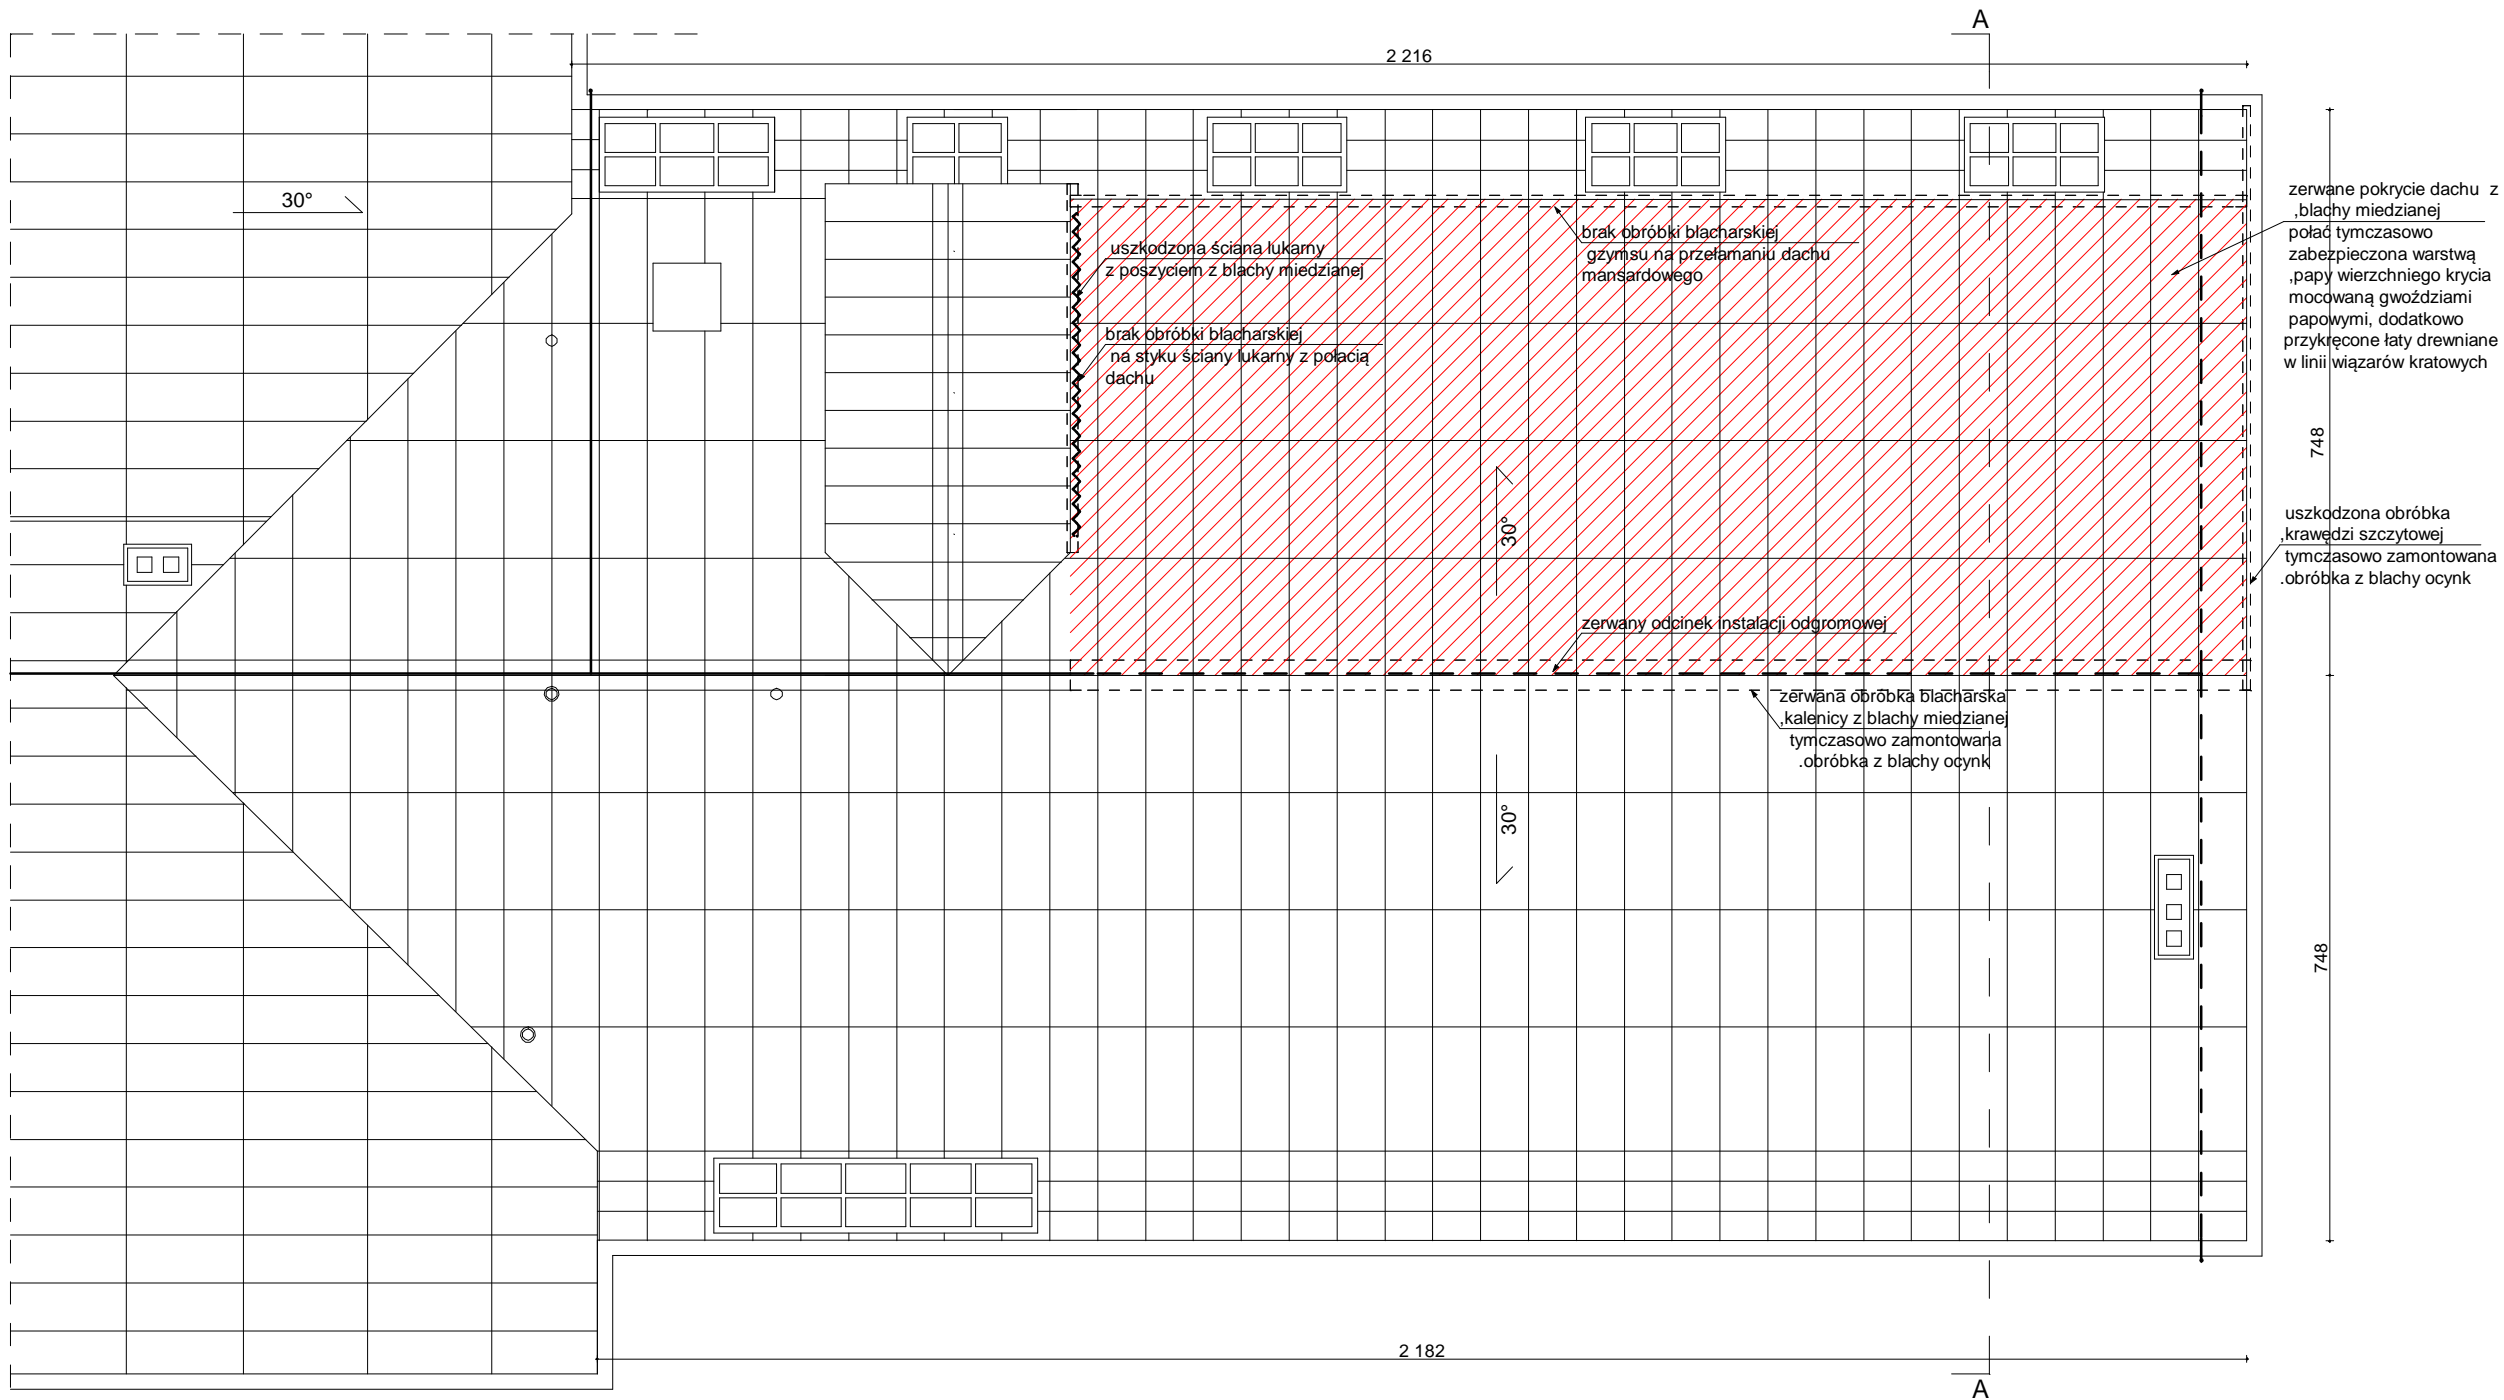 A
2 216
30°
zerwane pokrycie dachu z
,blachy miedzianej
połać tymczasowo
zabezpieczona warstwą
,papy wierzchniego krycia
mocowaną gwoździami
papowymi, dodatkowo
przykręcone łaty drewniane
w linii wiązarów kratowych
uszkodzona ściana lukarny
z poszyciem z blachy miedzianej
brak obróbki blacharskiej
gzymsu na przełamaniu dachu
mansardowego
brak obróbki blacharskiej
na styku ściany lukarny z połacią
dachu
748
30°
uszkodzona obróbka
,krawędzi szczytowej
tymczasowo zamontowana
.obróbka z blachy ocynk
zerwany odcinek instalacji odgromowej
zerwana obróbka blacharska
,kalenicy z blachy miedzianej
tymczasowo zamontowana
.obróbka z blachy ocynk
30°
748
2 182
A